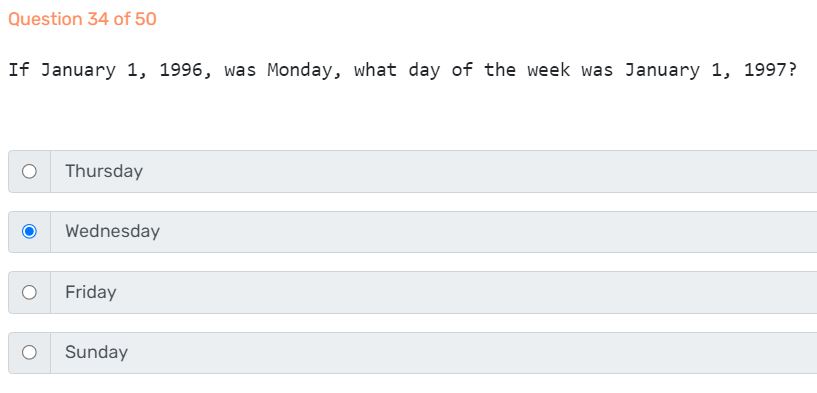 Question 34 of 50
If January 1, 1996, was Monday, what day of the week was January 1, 1997?
Thursday
Wednesday
Friday
Sunday